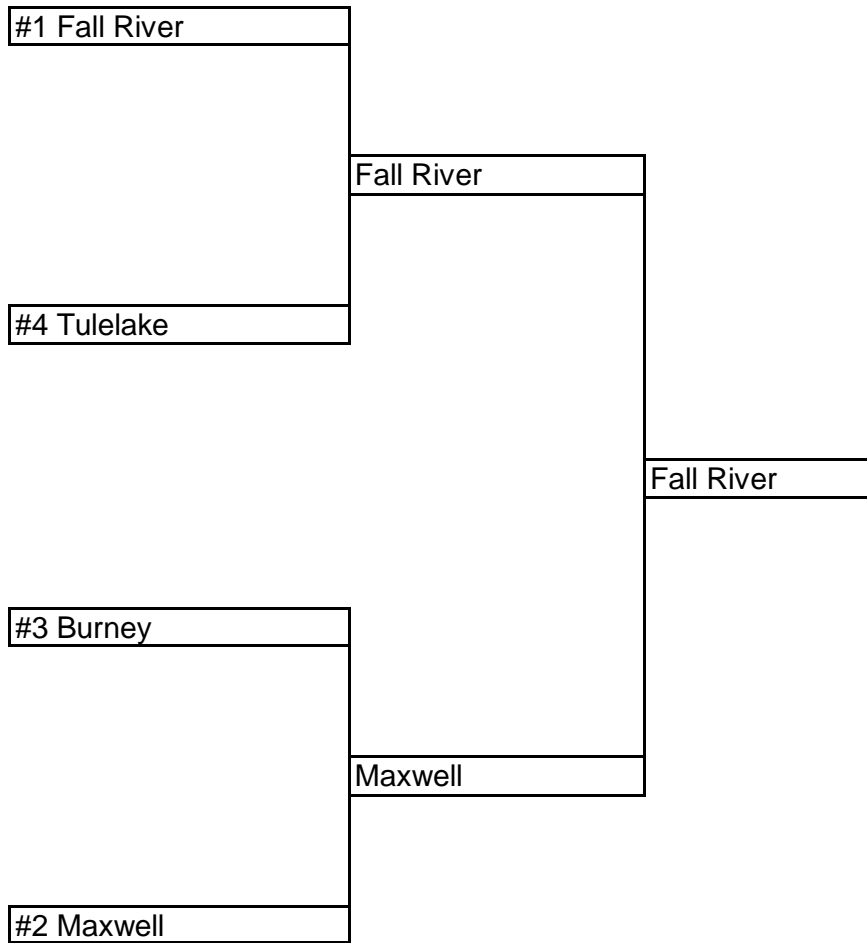 #1 Fall River
Fall River
#4 Tulelake
Fall River
#3 Burney
Maxwell
#2 Maxwell